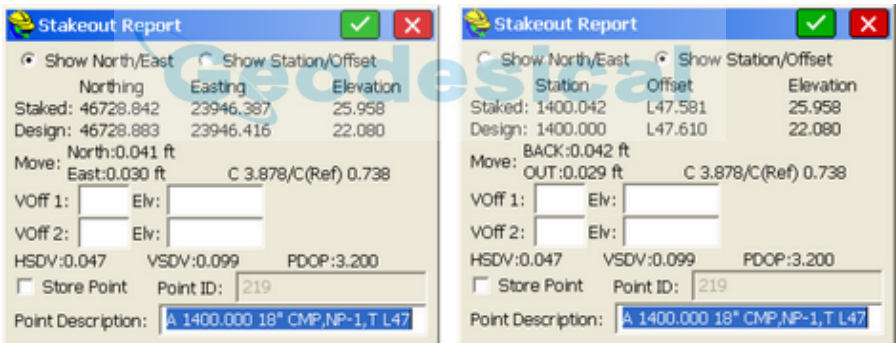 Stakeout Report
Show North/East Show Station/Offset
Northing Easting Elevation
Staked: 46728.842 23946.387 25.958
Design: 46728.883 23946.416 22.080
Move: North:0.041 ft
East:0.030 ft C 3.878/C(Ref) 0.738
VOff 1: Elv:
VOff 2: Elv:
HSDV:0.047 VSDV:0.099 PDOP:3.200
Store Point Point ID: 219
Point Description: A 1400.000 18" CMP,NP-1,T L47
Stakeout Report
Show North/East Show Station/Offset
Station Offset Elevation
Staked: 1400.042 L47.581 25.958
Design: 1400.000 L47.610 22.080
Move: BACK:0.042 ft
OUT:0.029 ft C 3.878/C(Ref) 0.738
VOff 1: Elv:
VOff 2: Elv:
HSDV:0.047 VSDV:0.099 PDOP:3.200
Store Point Point ID: 219
Point Description: A 1400.000 18" CMP,NP-1,T L47
Geodesical